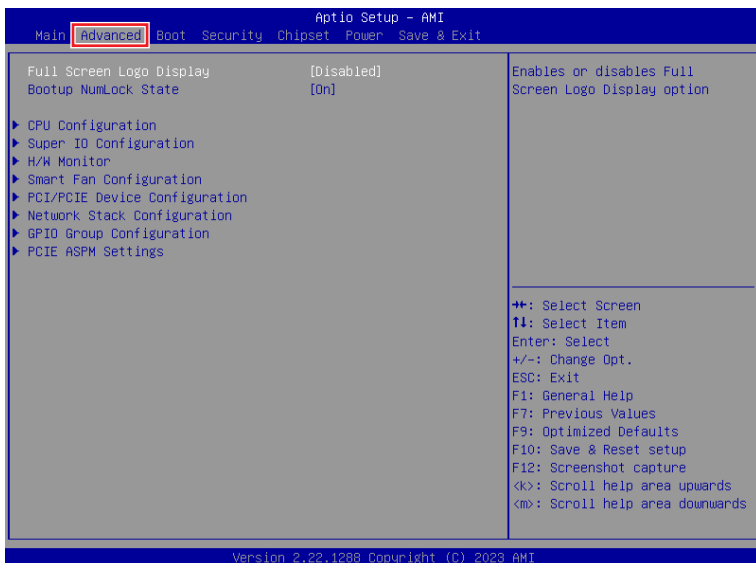 Aptio Setup – AMI
Main Advanced Boot Security Chipset Power Save & Exit
Full Screen Logo Display [Disabled]
Bootup NumLock State [On]
▶ CPU Configuration
▶ Super IO Configuration
▶ H/W Monitor
▶ Smart Fan Configuration
▶ PCI/PCIE Device Configuration
▶ Network Stack Configuration
▶ GPIO Group Configuration
▶ PCIE ASPM Settings
Enables or disables Full
Screen Logo Display option
→←: Select Screen
↑↓: Select Item
Enter: Select
+/-: Change Opt.
ESC: Exit
F1: General Help
F7: Previous Values
F9: Optimized Defaults
F10: Save & Reset setup
F12: Screenshot capture
<k>: Scroll help area upwards
<m>: Scroll help area downwards
Version 2.22.1288 Copyright (C) 2023 AMI